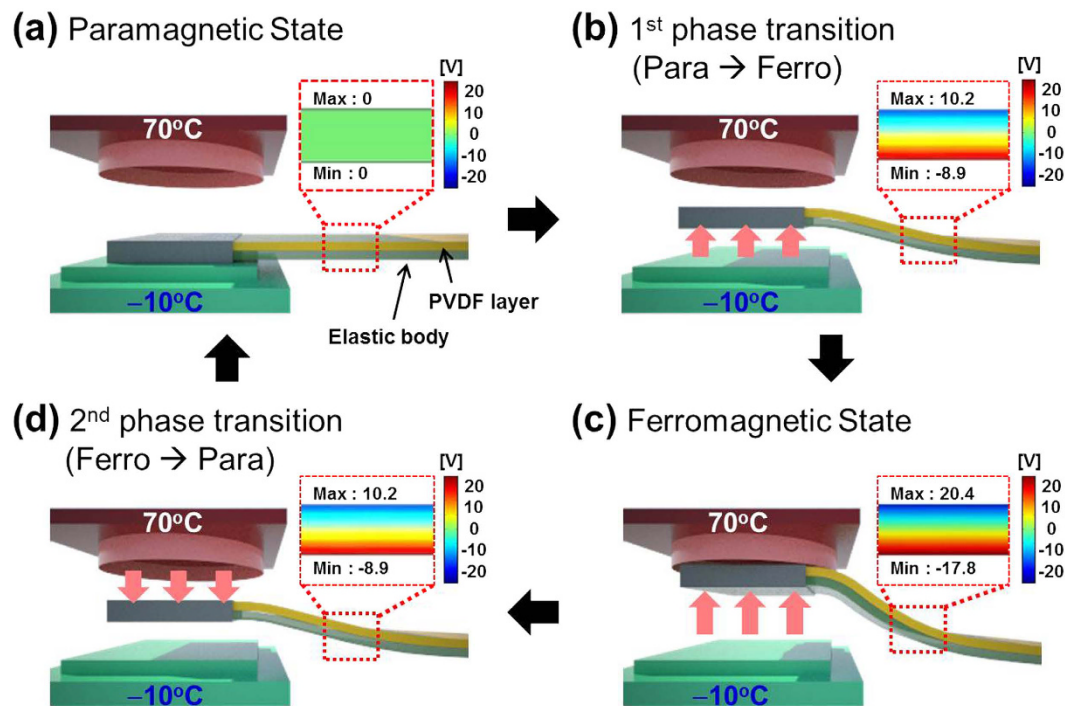 (a) Paramagnetic State
[V]
Max : 0
Min : 0
20
10
0
-10
-20
70°C
–10°C
PVDF layer
Elastic body
(b) 1st phase transition
(Para → Ferro)
[V]
Max : 10.2
Min : -8.9
20
10
0
-10
-20
70°C
–10°C
(d) 2nd phase transition
(Ferro → Para)
[V]
Max : 10.2
Min : -8.9
20
10
0
-10
-20
70°C
–10°C
(c) Ferromagnetic State
[V]
Max : 20.4
Min : -17.8
20
10
0
-10
-20
70°C
–10°C